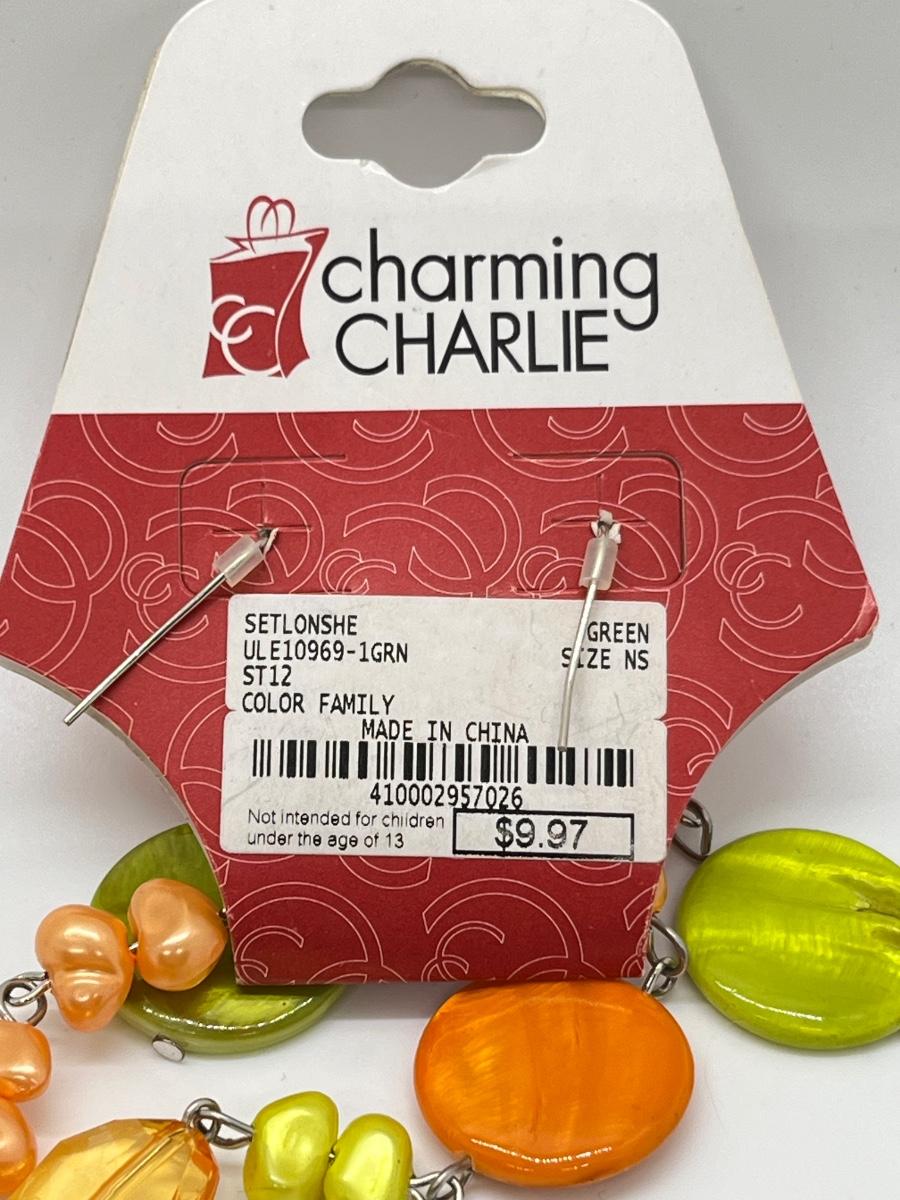 charming
CHARLIE
SETLONSHE GREEN
ULE10969-1GRN SIZE NS
ST12
COLOR FAMILY
MADE IN CHINA
410002957026
Not intended for children
under the age of 13
$9.97